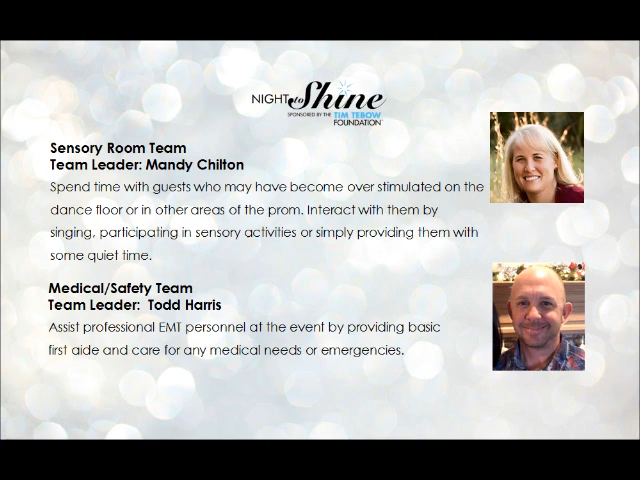 NIGHT to Shine
SPONSORED BY THE TIM TEBOW
FOUNDATION
Sensory Room Team
Team Leader: Mandy Chilton
Spend time with guests who may have become over stimulated on the
dance floor or in other areas of the prom. Interact with them by
singing, participating in sensory activities or simply providing them with
some quiet time.
Medical/Safety Team
Team Leader:  Todd Harris
Assist professional EMT personnel at the event by providing basic
first aide and care for any medical needs or emergencies.